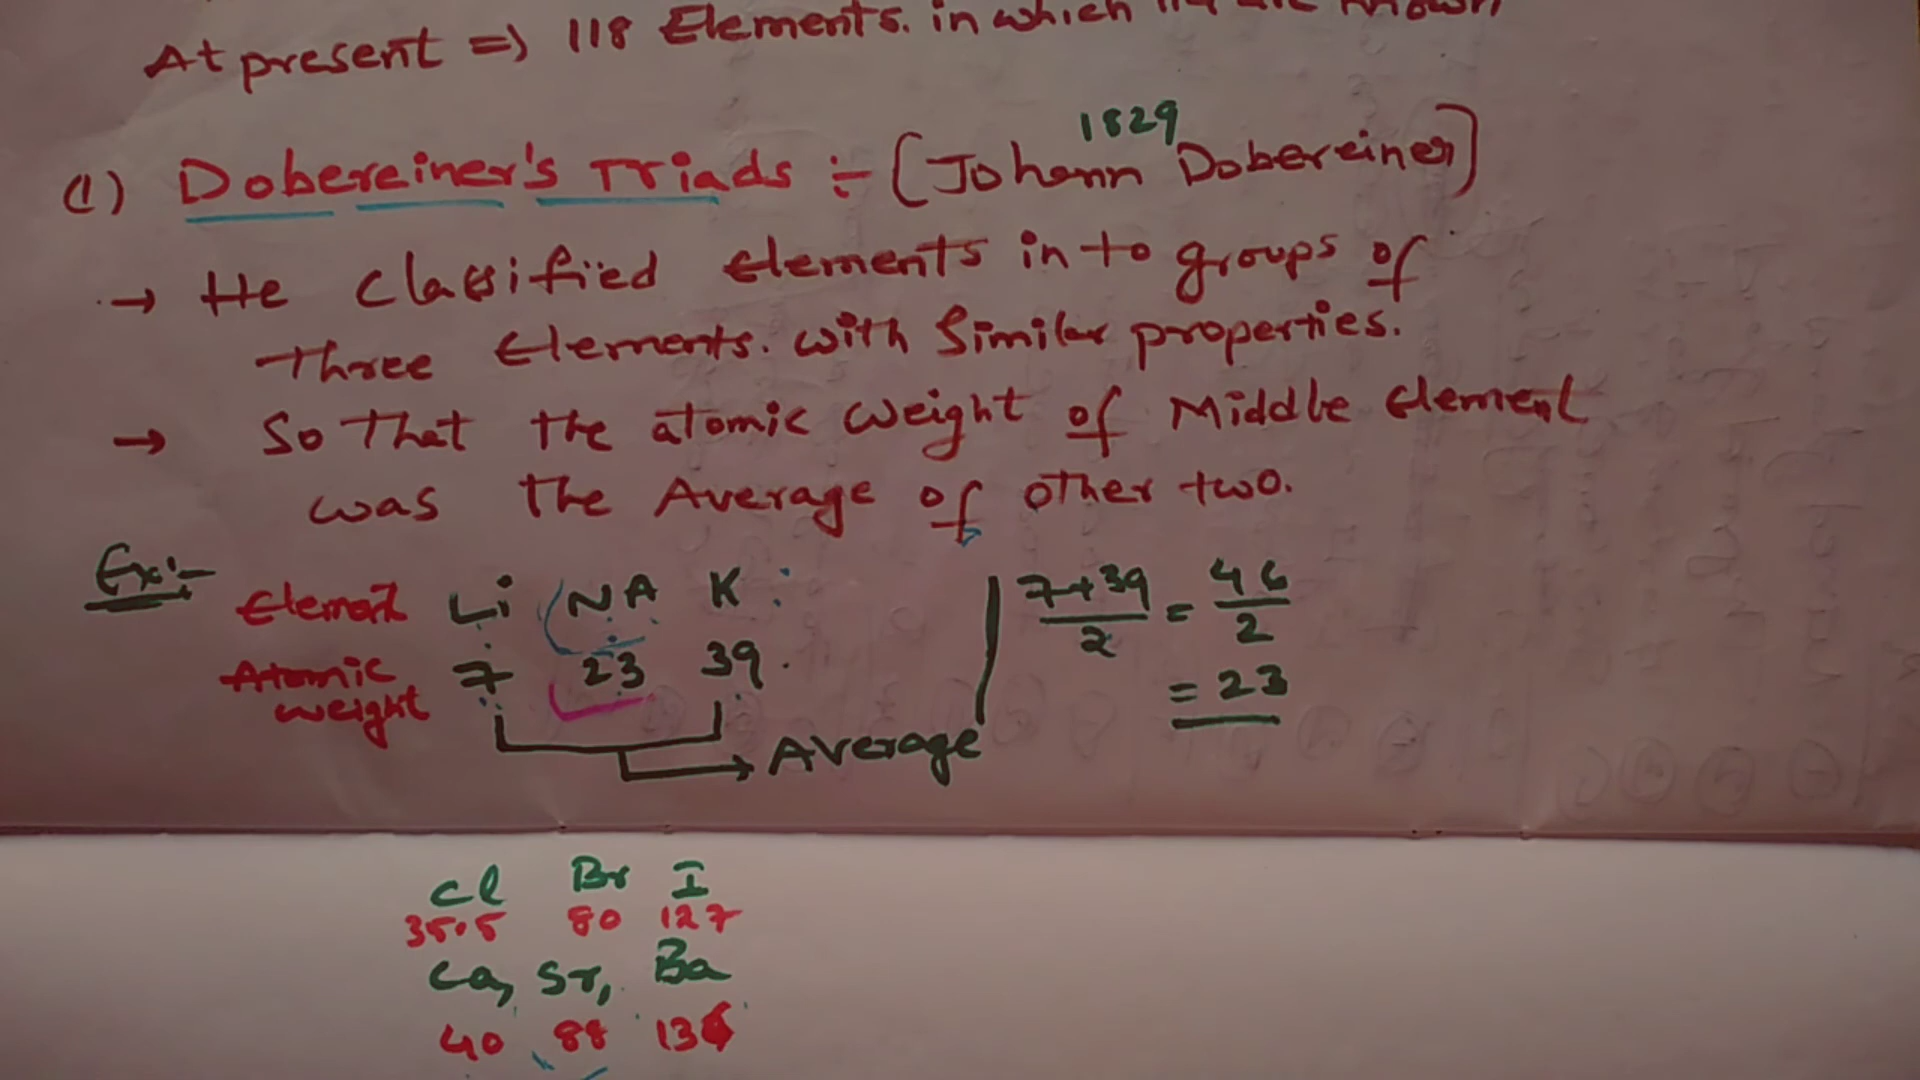 At present => 118 Elements. in which 114 are known
1829
(1) Dobereiner's Triads :- [Johann Dobereiner]
→ He Classified Elements in to groups of
Three Elements. with Similar properties.
→ So That the atomic weight of Middle Element
was the Average of other two.
Ex:- Element Li NA K
Atomic weight 7 23 39.
Average
7+39/2 = 46/2
= 23
Cl Br I
35.5 80 127
Ca, Sr, Ba
40 88 136